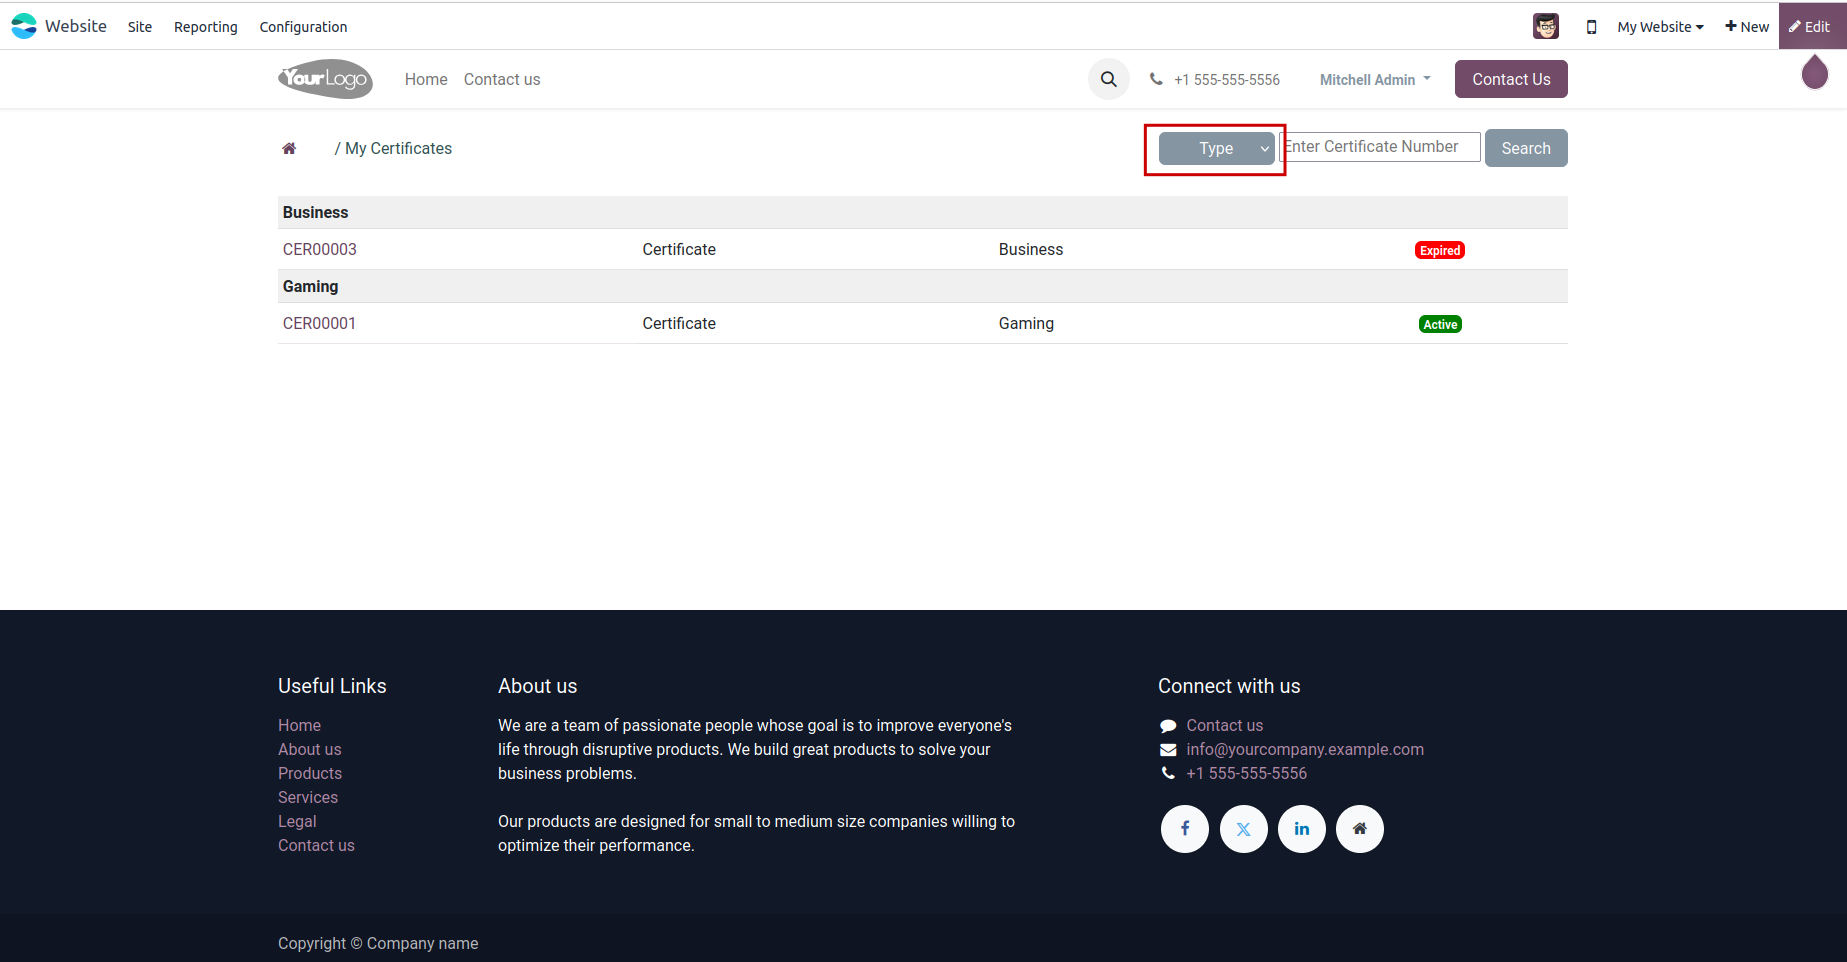 Website Site Reporting Configuration My Website New Edit
YourLogo Home Contact us +1 555-555-5556 Mitchell Admin Contact Us
/ My Certificates Type Enter Certificate Number Search
Business
CER00003 Certificate Business Expired
Gaming
CER00001 Certificate Gaming Active
Useful Links
Home
About us
Products
Services
Legal
Contact us
About us
We are a team of passionate people whose goal is to improve everyone's
life through disruptive products. We build great products to solve your
business problems.
Our products are designed for small to medium size companies willing to
optimize their performance.
Connect with us
Contact us
info@yourcompany.example.com
+1 555-555-5556
Copyright © Company name